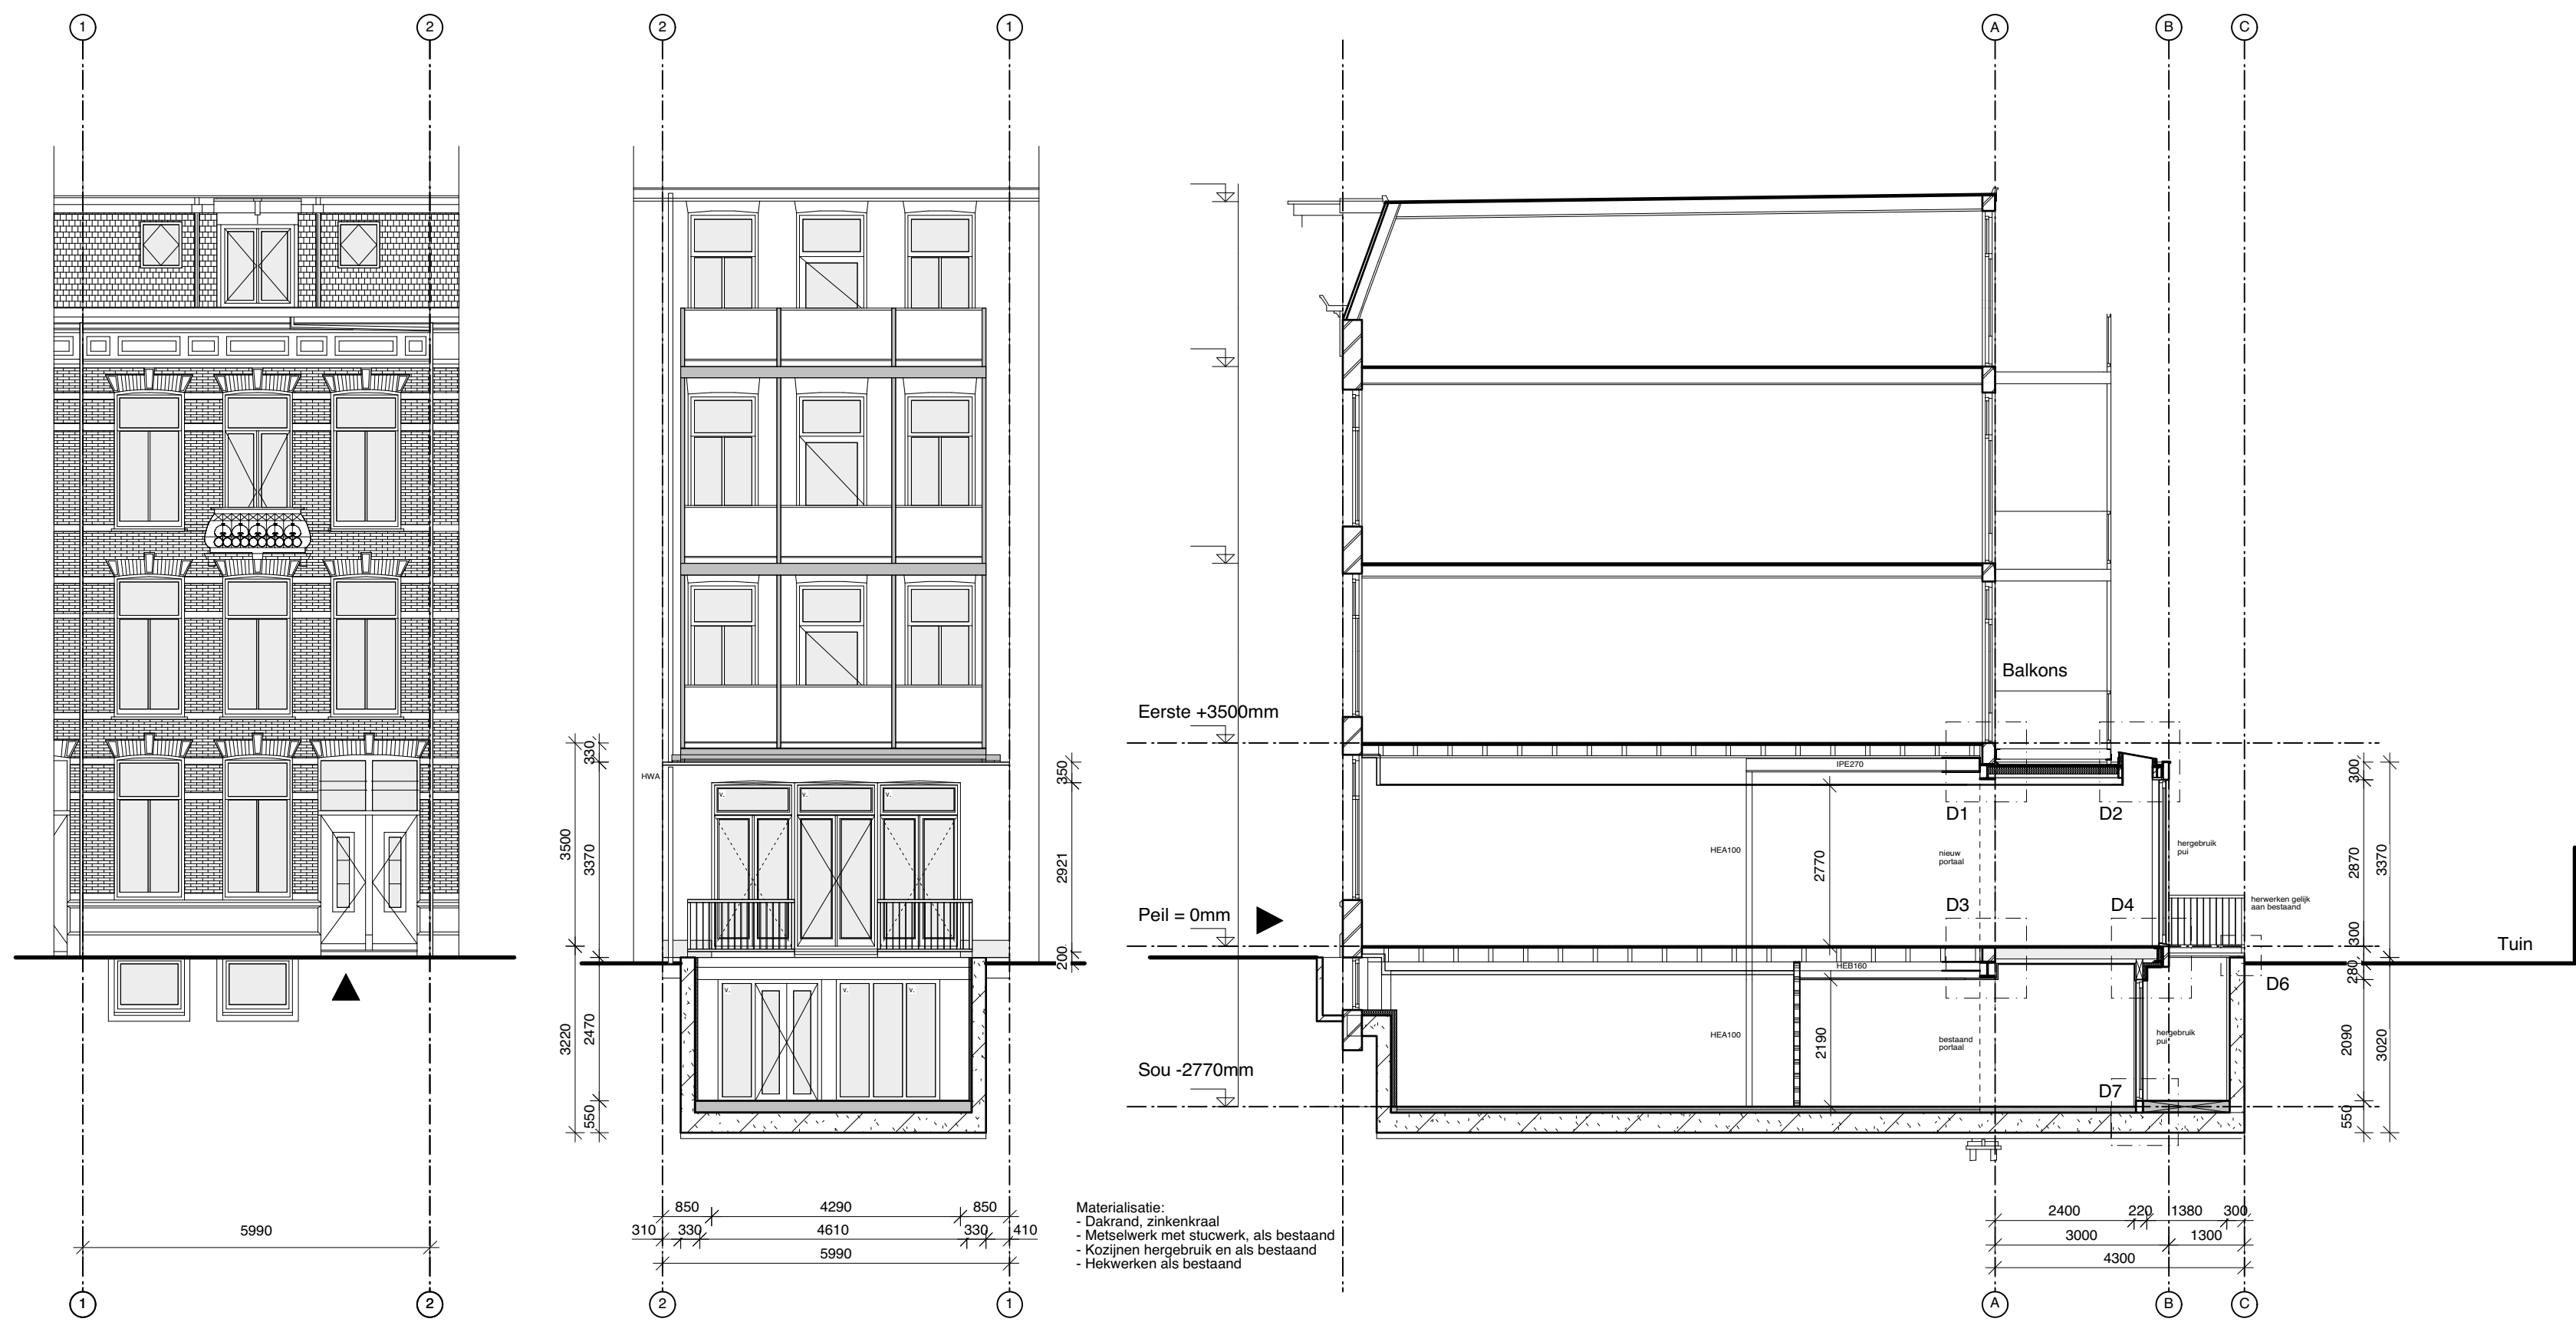 1
2
2
1
A
B
C
Balkons
Eerste +3500mm
330
3500
3370
HWA
v.
v.
v.
350
2921
200
IPE270
D1
D2
300
HEA100
2770
nieuw
portaal
hergebruik
pui
2870
3370
D3
D4
herwerken gelijk
aan bestaand
Peil = 0mm
300
Tuin
HEB160
280
D6
3220
2470
550
v.
v.
v.
HEA100
2190
bestaand
portaal
hergebruik
pui
2090
3020
Sou -2770mm
D7
550
5990
850
4290
850
310
330
4610
330
410
5990
Materialisatie:
- Dakrand, zinkenkraal
- Metselwerk met stucwerk, als bestaand
- Kozijnen hergebruik en als bestaand
- Hekwerken als bestaand
2400
220
1380
300
3000
1300
4300
1
2
2
1
A
B
C